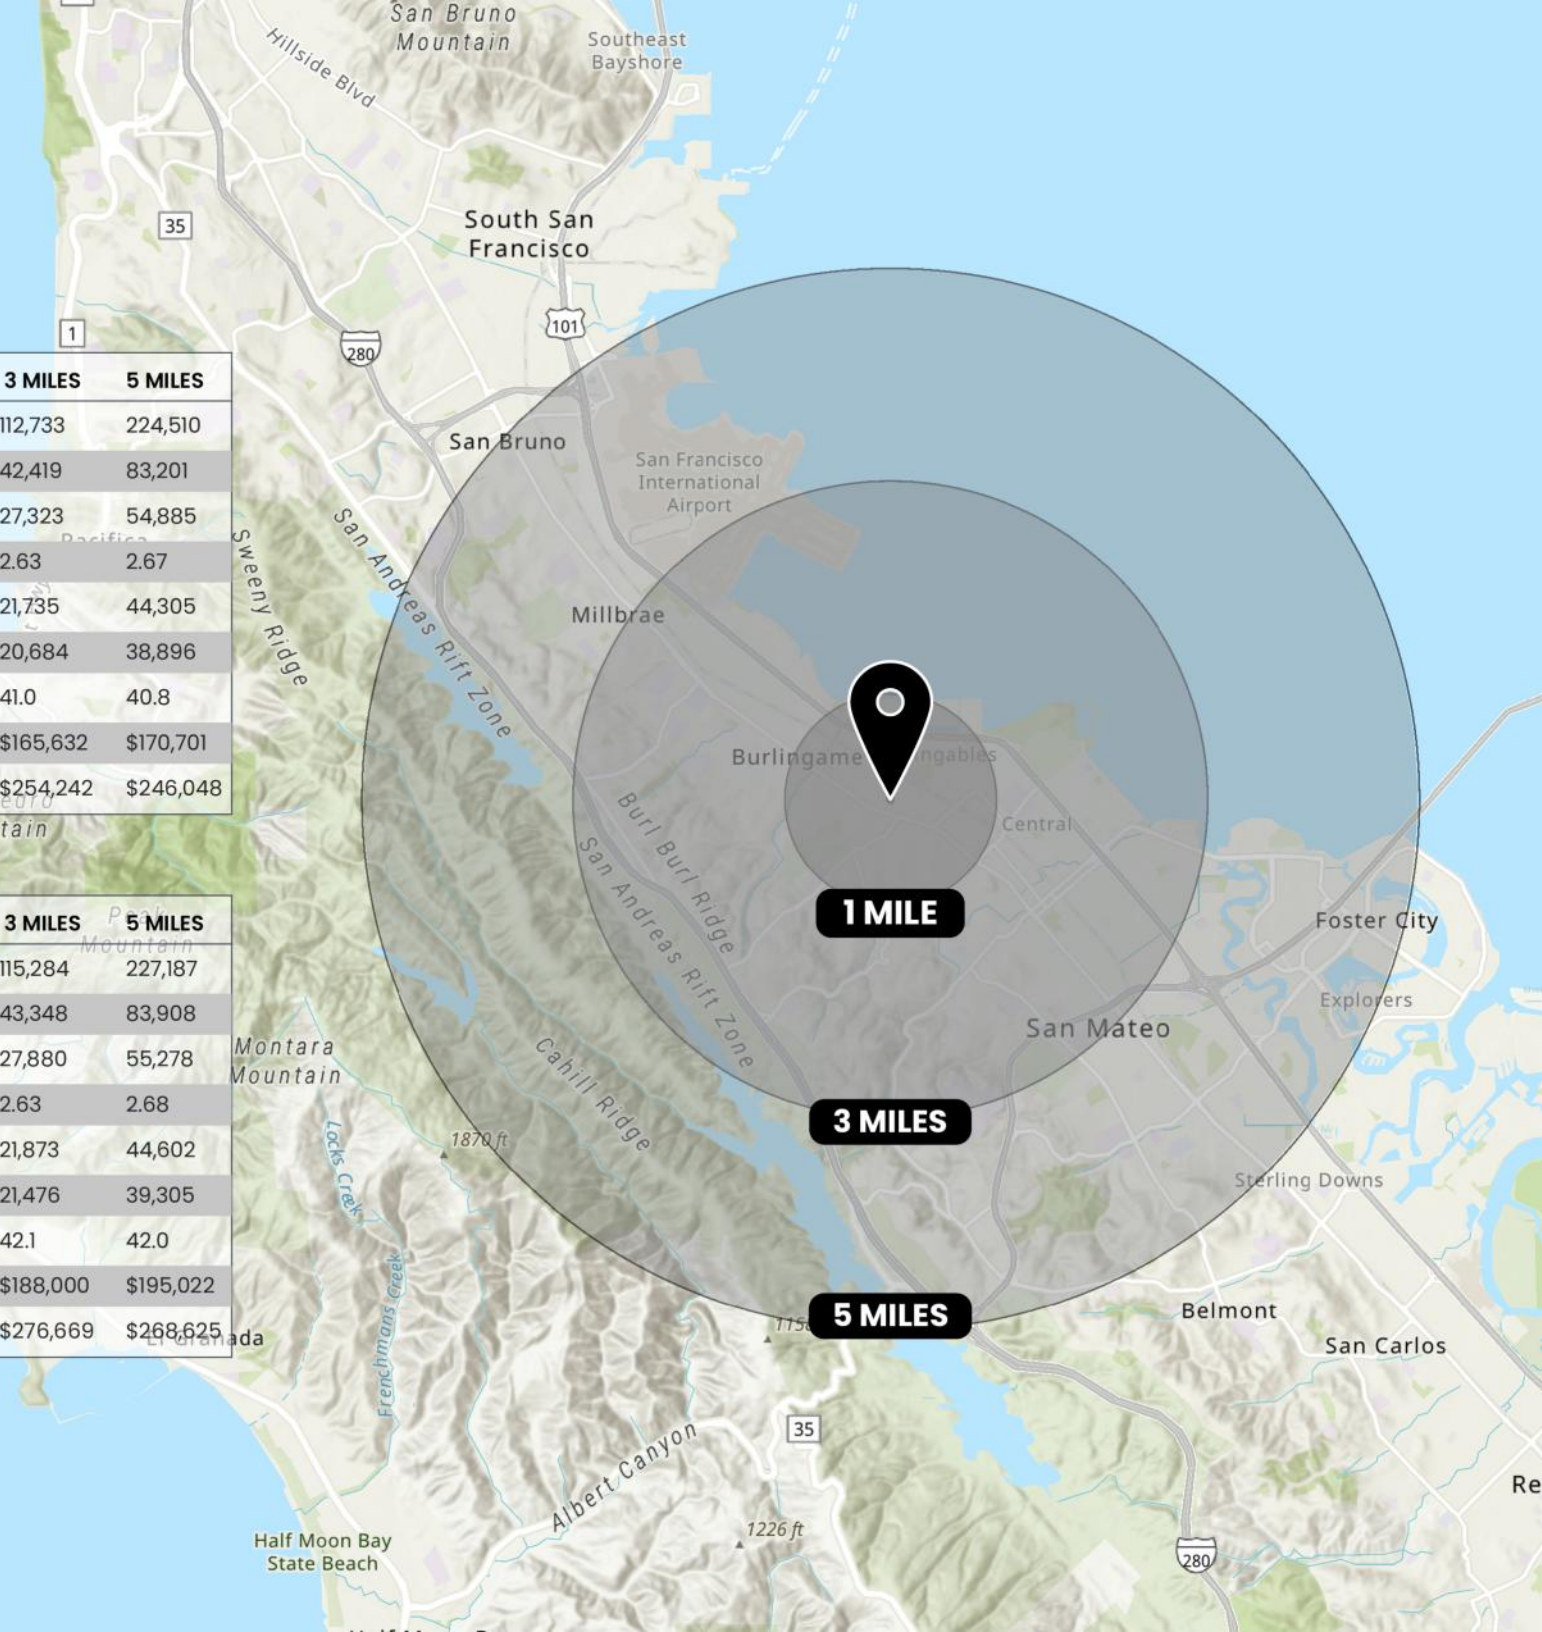 San Bruno
Mountain
Southeast
Bayshore
Hillside Blvd
35
South San
Francisco
101
1
280
3 MILES 5 MILES
112,733 224,510
42,419 83,201
27,323 54,885
2.63 2.67
21,735 44,305
20,684 38,896
41.0 40.8
$165,632 $170,701
$254,242 $246,048
Pacifica
tain
San Bruno
San Francisco
International
Airport
San Andreas Rift Zone
Sweeny Ridge
Millbrae
Burlingame
ngables
Central
Burl Burl Ridge
San Andreas Rift Zone
1 MILE
Foster City
Explorers
San Mateo
3 MILES 5 MILES
115,284 227,187
43,348 83,908
27,880 55,278
2.63 2.68
21,873 44,602
21,476 39,305
42.1 42.0
$188,000 $195,022
$276,669 $268,625
Mountain
El Granada
Montara
Mountain
Cahill Ridge
3 MILES
Locks Creek
1870 ft
Sterling Downs
Frenchmans Creek
5 MILES
Belmont
San Carlos
35
Albert Canyon
1226 ft
Half Moon Bay
State Beach
280
Re